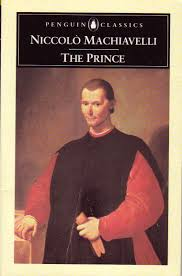 PENGUIN CLASSICS
NICCOLÒ MACHIAVELLI
THE PRINCE